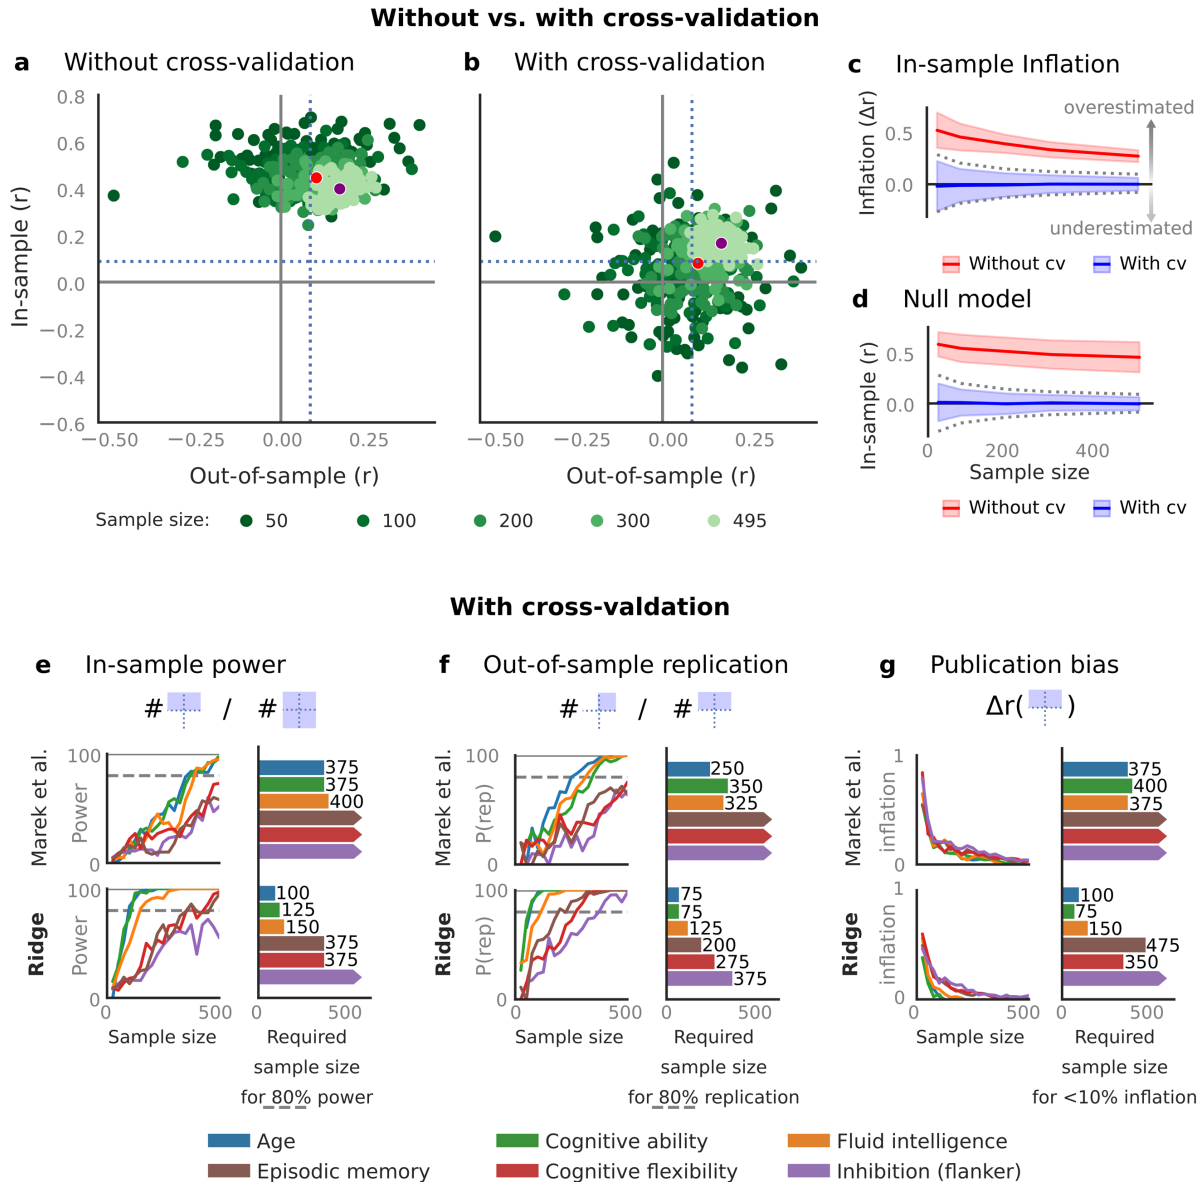 Without vs. with cross-validation
a Without cross-validation
0.8
0.6
0.4
0.2
0.0
−0.2
−0.4
−0.6
In-sample (r)
−0.50 −0.25 0.00 0.25
Out-of-sample (r)
b With cross-validation
−0.50 −0.25 0.00 0.25
Out-of-sample (r)
Sample size: 50 100 200 300 495
c In-sample Inflation
Inflation (Δr)
0.5
0.0
overestimated
underestimated
Without cv With cv
d Null model
In-sample (r)
0.5
0.0
0 200 400
Sample size
Without cv With cv
With cross-valdation
e In-sample power
# / #
Marek et al.
Power
100
0
375
375
400
Ridge
Power
100
0
100
125
150
375
375
0 500
Sample size
0 500
Required
sample size
for 80% power
f Out-of-sample replication
# / #
P(rep)
100
0
250
350
325
P(rep)
100
0
75
75
125
200
275
375
0 500
Sample size
0 500
Required
sample size
for 80% replication
g Publication bias
Δr( )
Marek et al.
inflation
1
0
375
400
375
Ridge
inflation
1
0
100
75
150
475
350
0 500
Sample size
0 500
Required
sample size
for <10% inflation
Age Cognitive ability Fluid intelligence
Episodic memory Cognitive flexibility Inhibition (flanker)